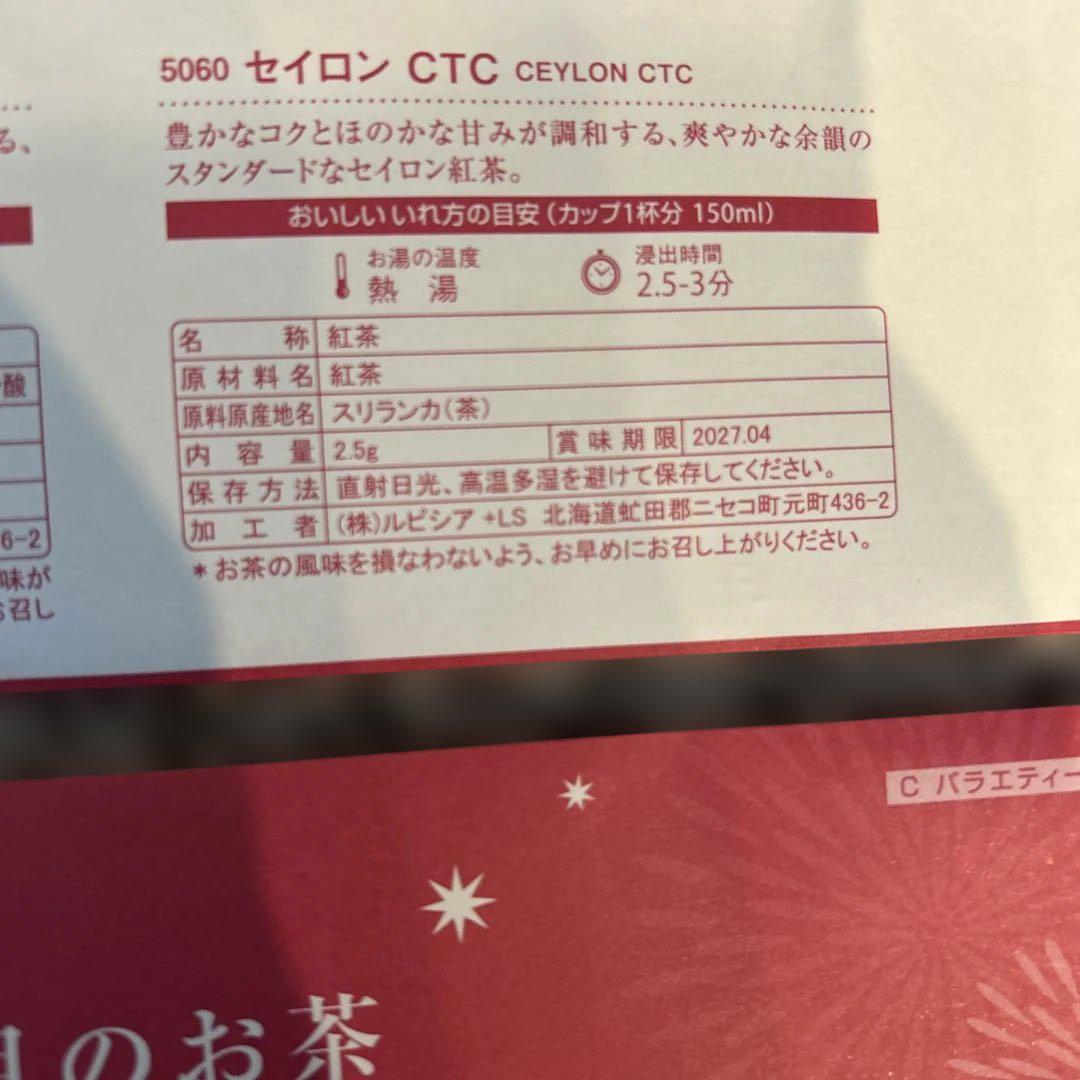 5060 セイロン CTC CEYLON CTC
る、
豊かなコクとほのかな甘みが調和する、爽やかな余韻の
スタンダードなセイロン紅茶。
おいしいいれ方の目安（カップ1杯分 150ml）
お湯の温度
熱 湯
浸出時間
2.5-3分
名 称 紅茶
酸
原材料名 紅茶
原料原産地名 スリランカ（茶）
内 容 量 2.5g 賞味期限 2027.04
保存方法 直射日光、高温多湿を避けて保存してください。
6-2
加 工 者 （株）ルピシア +LS 北海道虻田郡ニセコ町元町436-2
味が
お召し
*お茶の風味を損なわないよう、お早めにお召し上がりください。
C バラエティー
のお茶